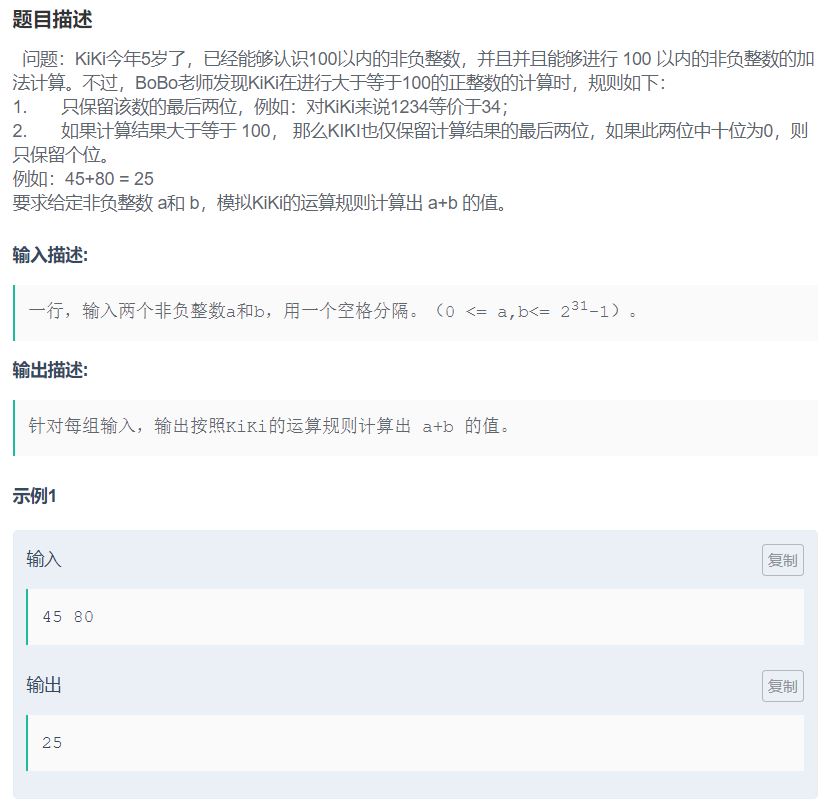 题目描述
问题：KiKi今年5岁了，已经能够认识100以内的非负整数，并且并且能够进行 100 以内的非负整数的加
法计算。不过，BoBo老师发现KiKi在进行大于等于100的正整数的计算时，规则如下：
1. 只保留该数的最后两位，例如：对KiKi来说1234等价于34；
2. 如果计算结果大于等于 100， 那么KIKI也仅保留计算结果的最后两位，如果此两位中十位为0，则
只保留个位。
例如：45+80 = 25
要求给定非负整数 a和 b，模拟KiKi的运算规则计算出 a+b 的值。
输入描述:
一行，输入两个非负整数a和b，用一个空格分隔。（0 <= a,b<= 2³¹-1）。
输出描述:
针对每组输入，输出按照KiKi的运算规则计算出 a+b 的值。
示例1
输入
复制
45 80
输出
复制
25